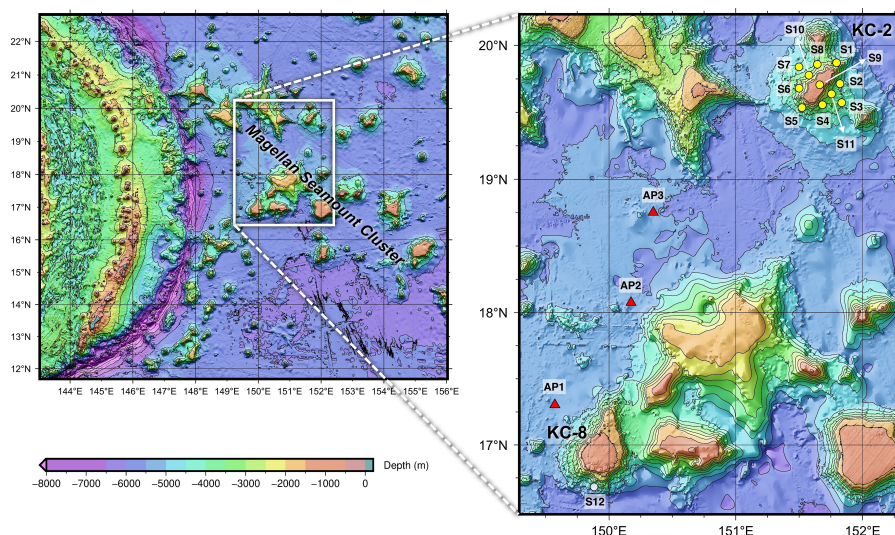 22°N
21°N
20°N
19°N
18°N
17°N
16°N
15°N
14°N
13°N
12°N
144°E 145°E 146°E 147°E 148°E 149°E 150°E 151°E 152°E 153°E 154°E 155°E 156°E
Magellan Seamount Cluster
−8000 −7000 −6000 −5000 −4000 −3000 −2000 −1000 0
Depth (m)
20°N
19°N
18°N
17°N
150°E 151°E 152°E
KC-2
S10
S8 S1
S7 S9
S6 S2
S5 S4 S3
S11
AP3
AP2
AP1
KC-8
S12